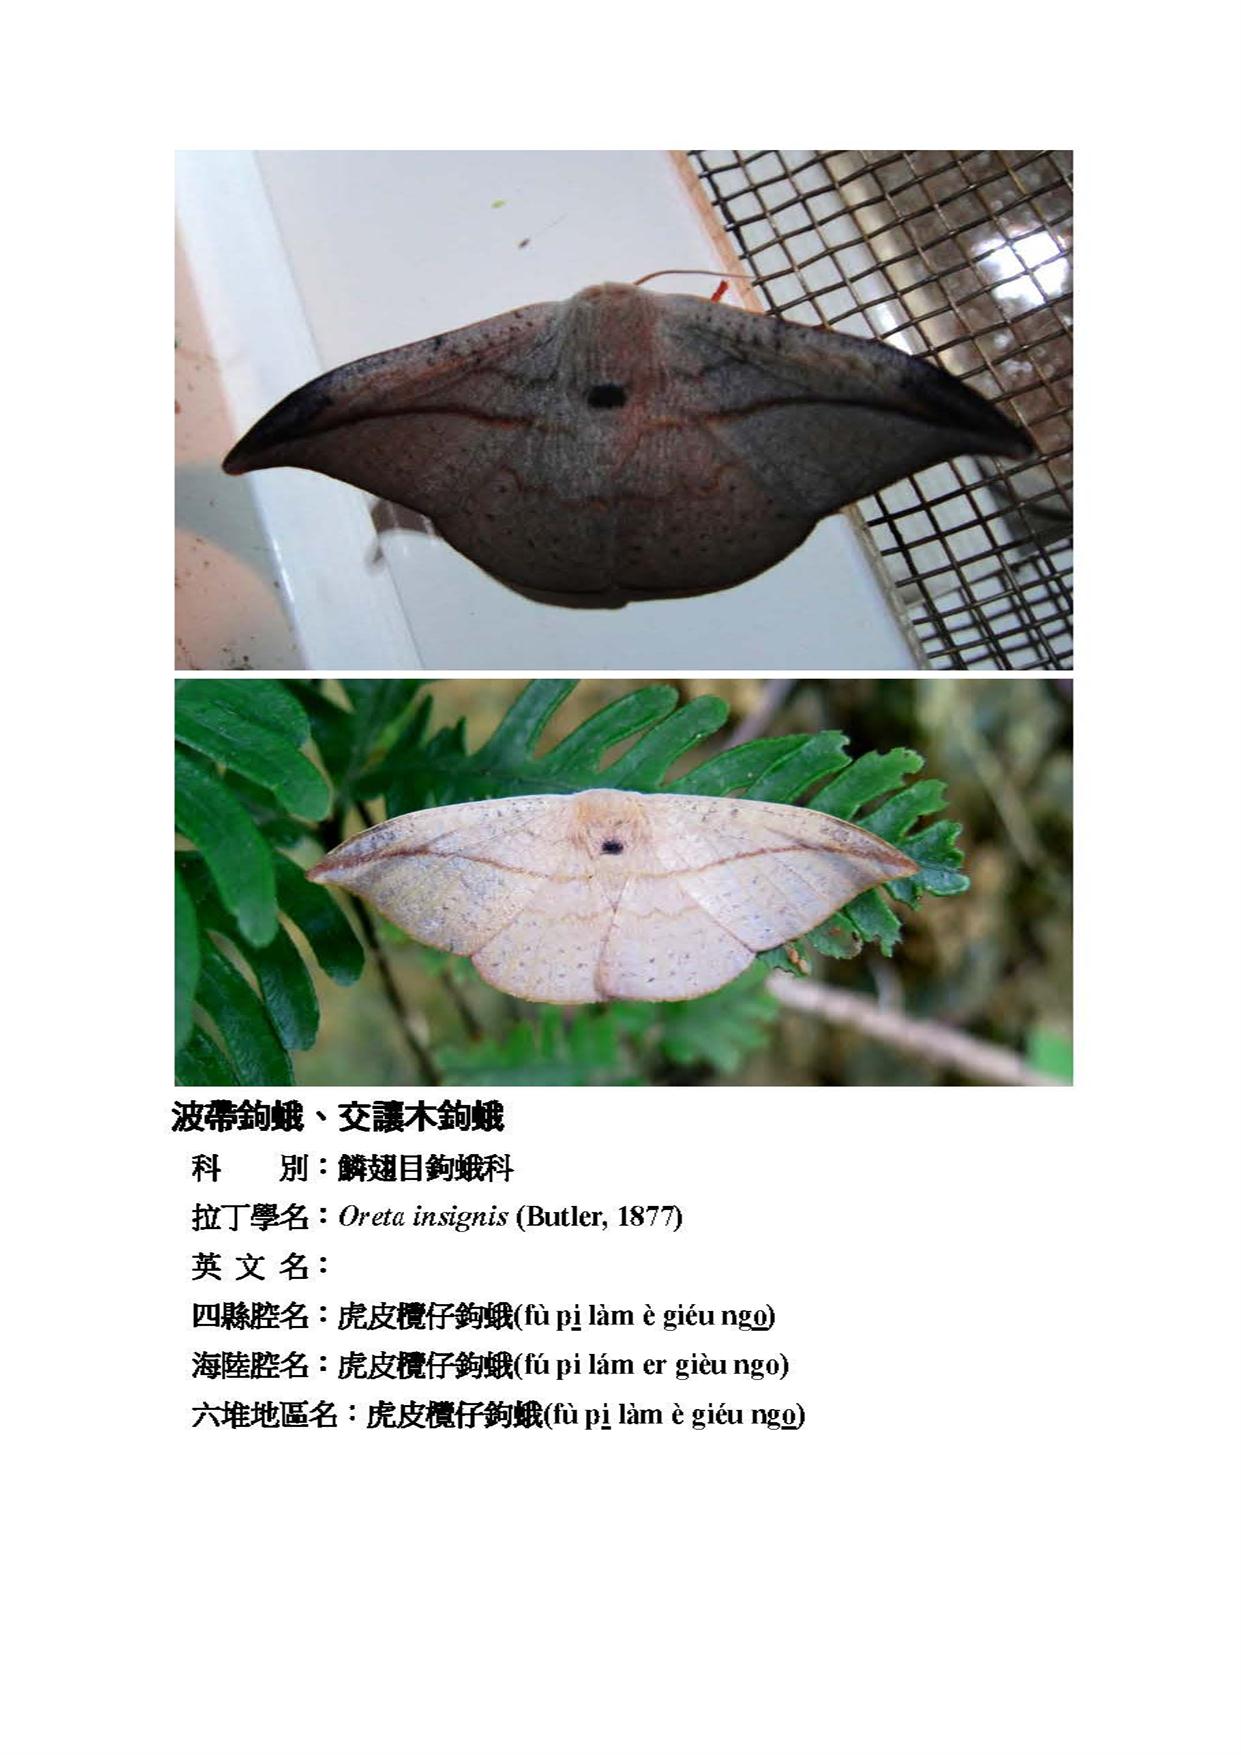 波帶鉤蛾、交讓木鉤蛾
科　　別：鱗翅目鉤蛾科
拉丁學名：Oreta insignis (Butler, 1877)
英 文 名：
四縣腔名：虎皮欖仔鉤蛾(fù pi làm è giéu ngo)
海陸腔名：虎皮欖仔鉤蛾(fú pi lám er gièu ngo)
六堆地區名：虎皮欖仔鉤蛾(fù pi làm è giéu ngo)